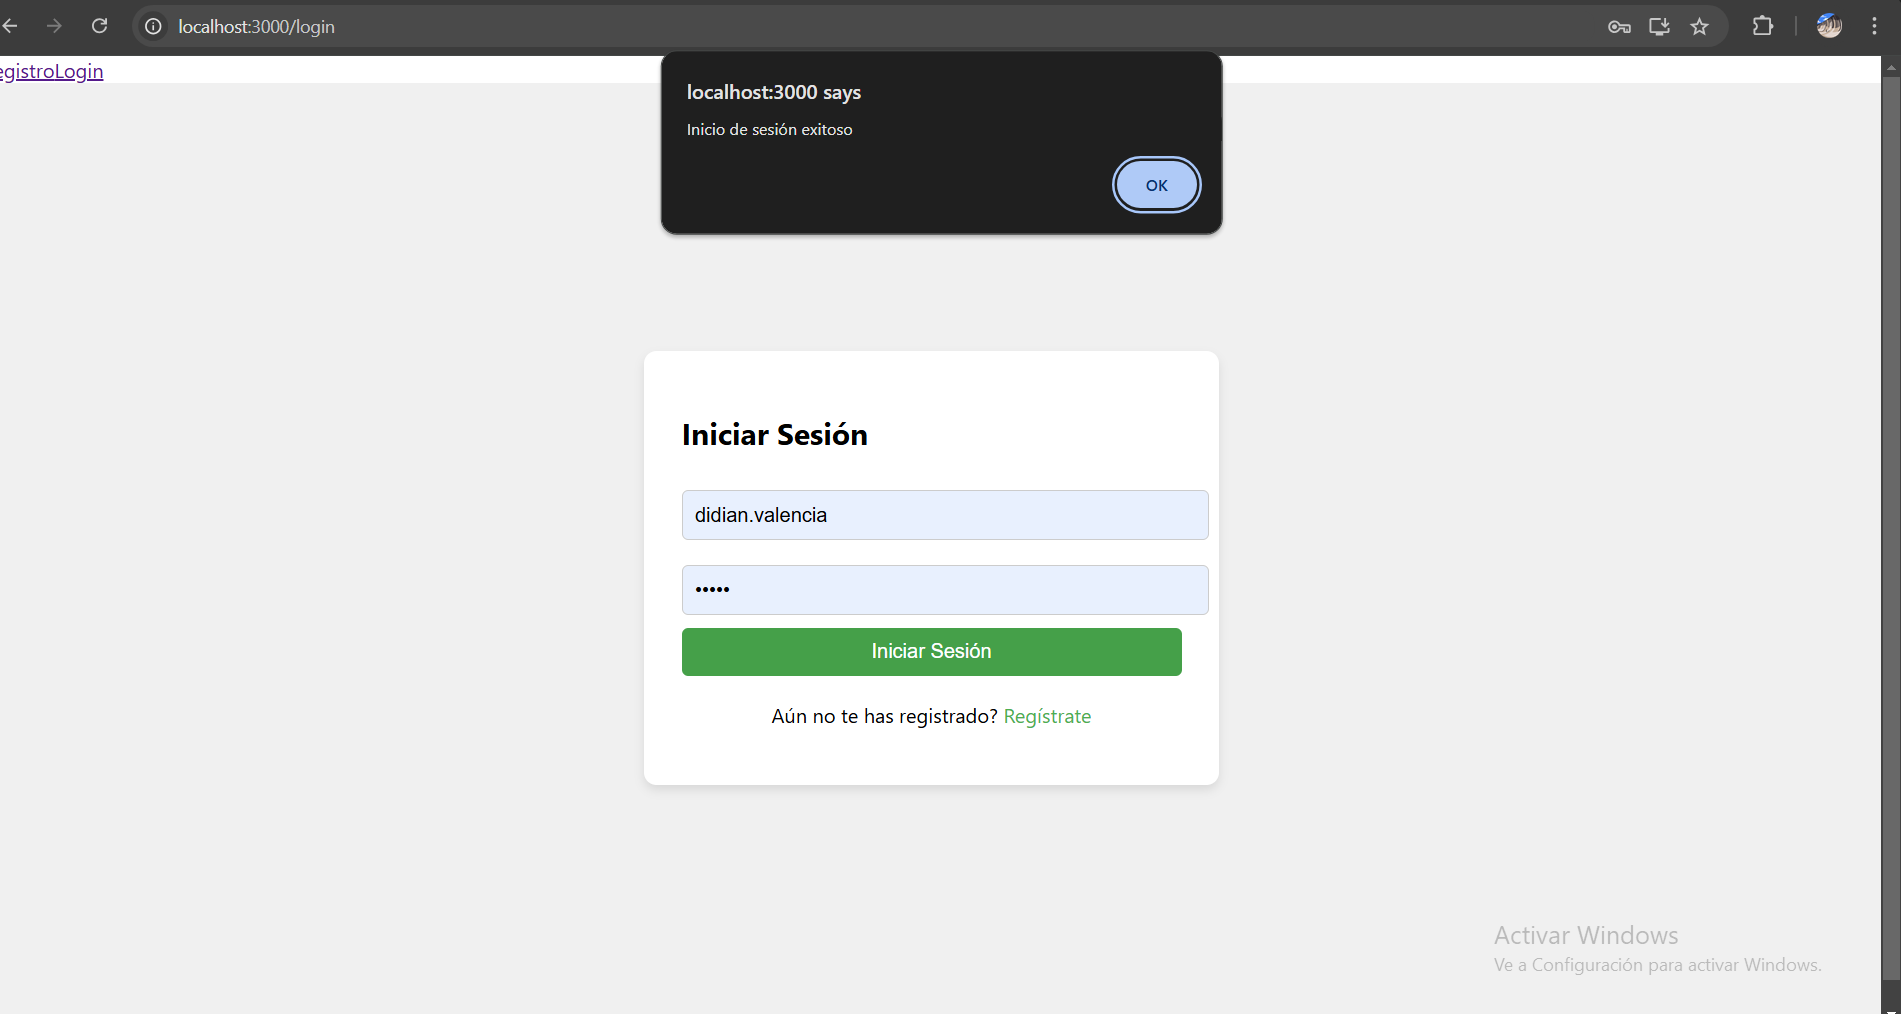 localhost:3000/login
egistroLogin
localhost:3000 says
Inicio de sesión exitoso
OK
Iniciar Sesión
didian.valencia
•••••
Iniciar Sesión
Aún no te has registrado? Regístrate
Activar Windows
Ve a Configuración para activar Windows.